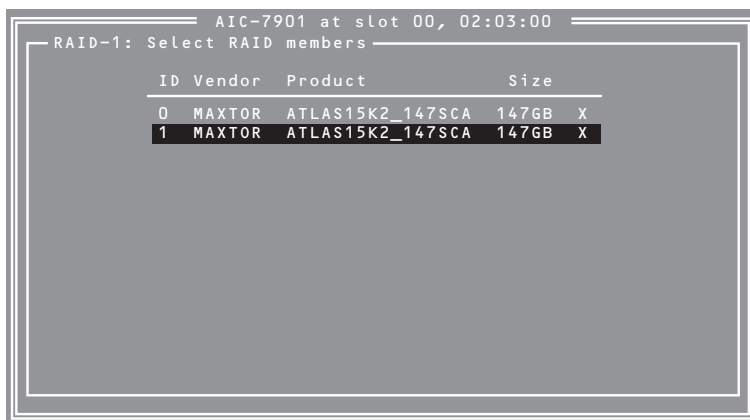 AIC-7901 at slot 00, 02:03:00
RAID-1: Select RAID members
ID Vendor Product Size
0 MAXTOR ATLAS15K2_147SCA 147GB X
1 MAXTOR ATLAS15K2_147SCA 147GB X